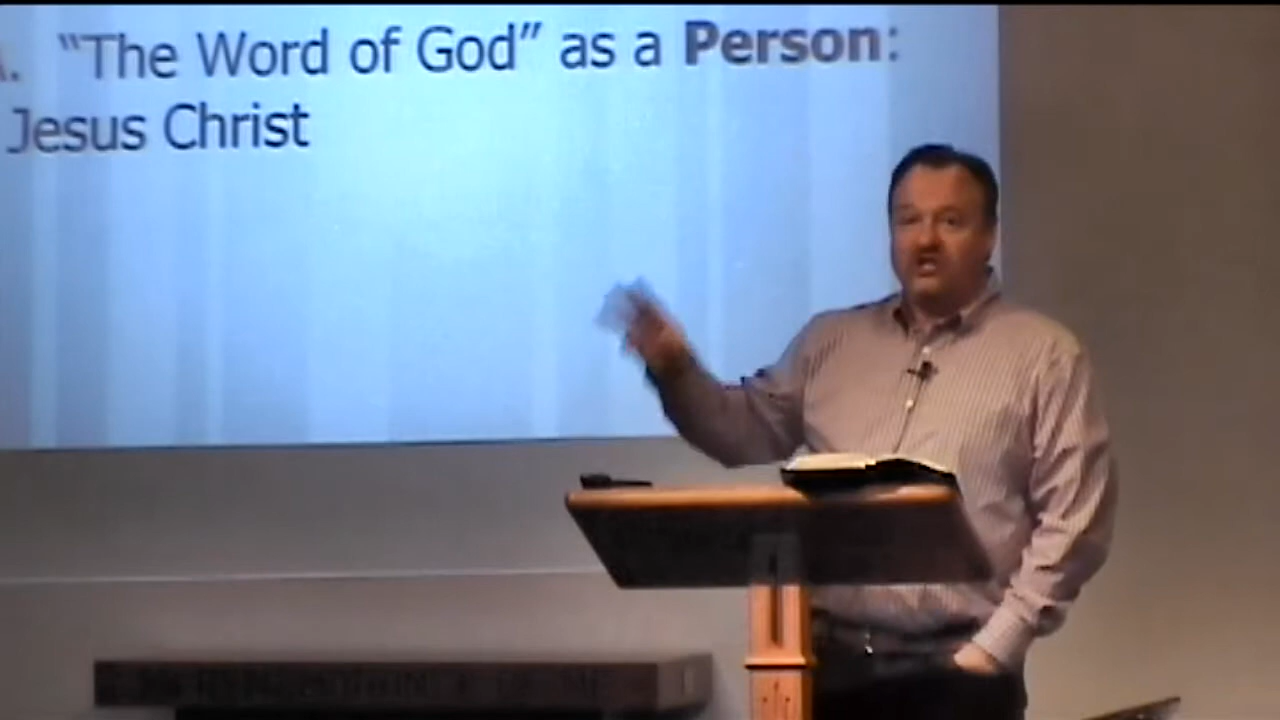 A. “The Word of God” as a Person:
Jesus Christ